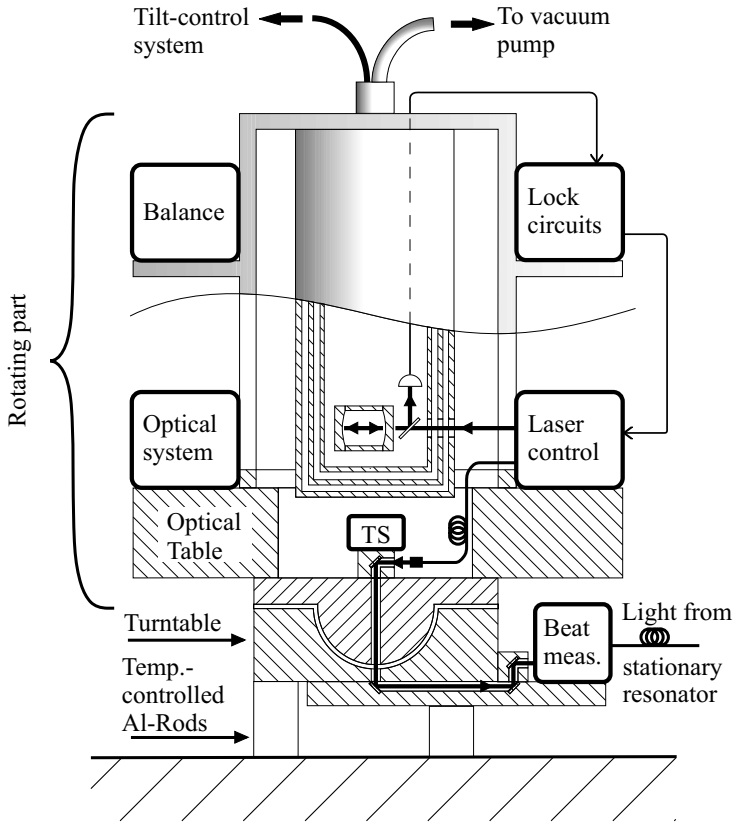 Tilt-control
system
To vacuum
pump
Balance
Lock
circuits
Rotating part
Optical
system
Laser
control
Optical
Table
TS
Turntable
Temp.-
controlled
Al-Rods
Beat
meas.
Light from
stationary
resonator